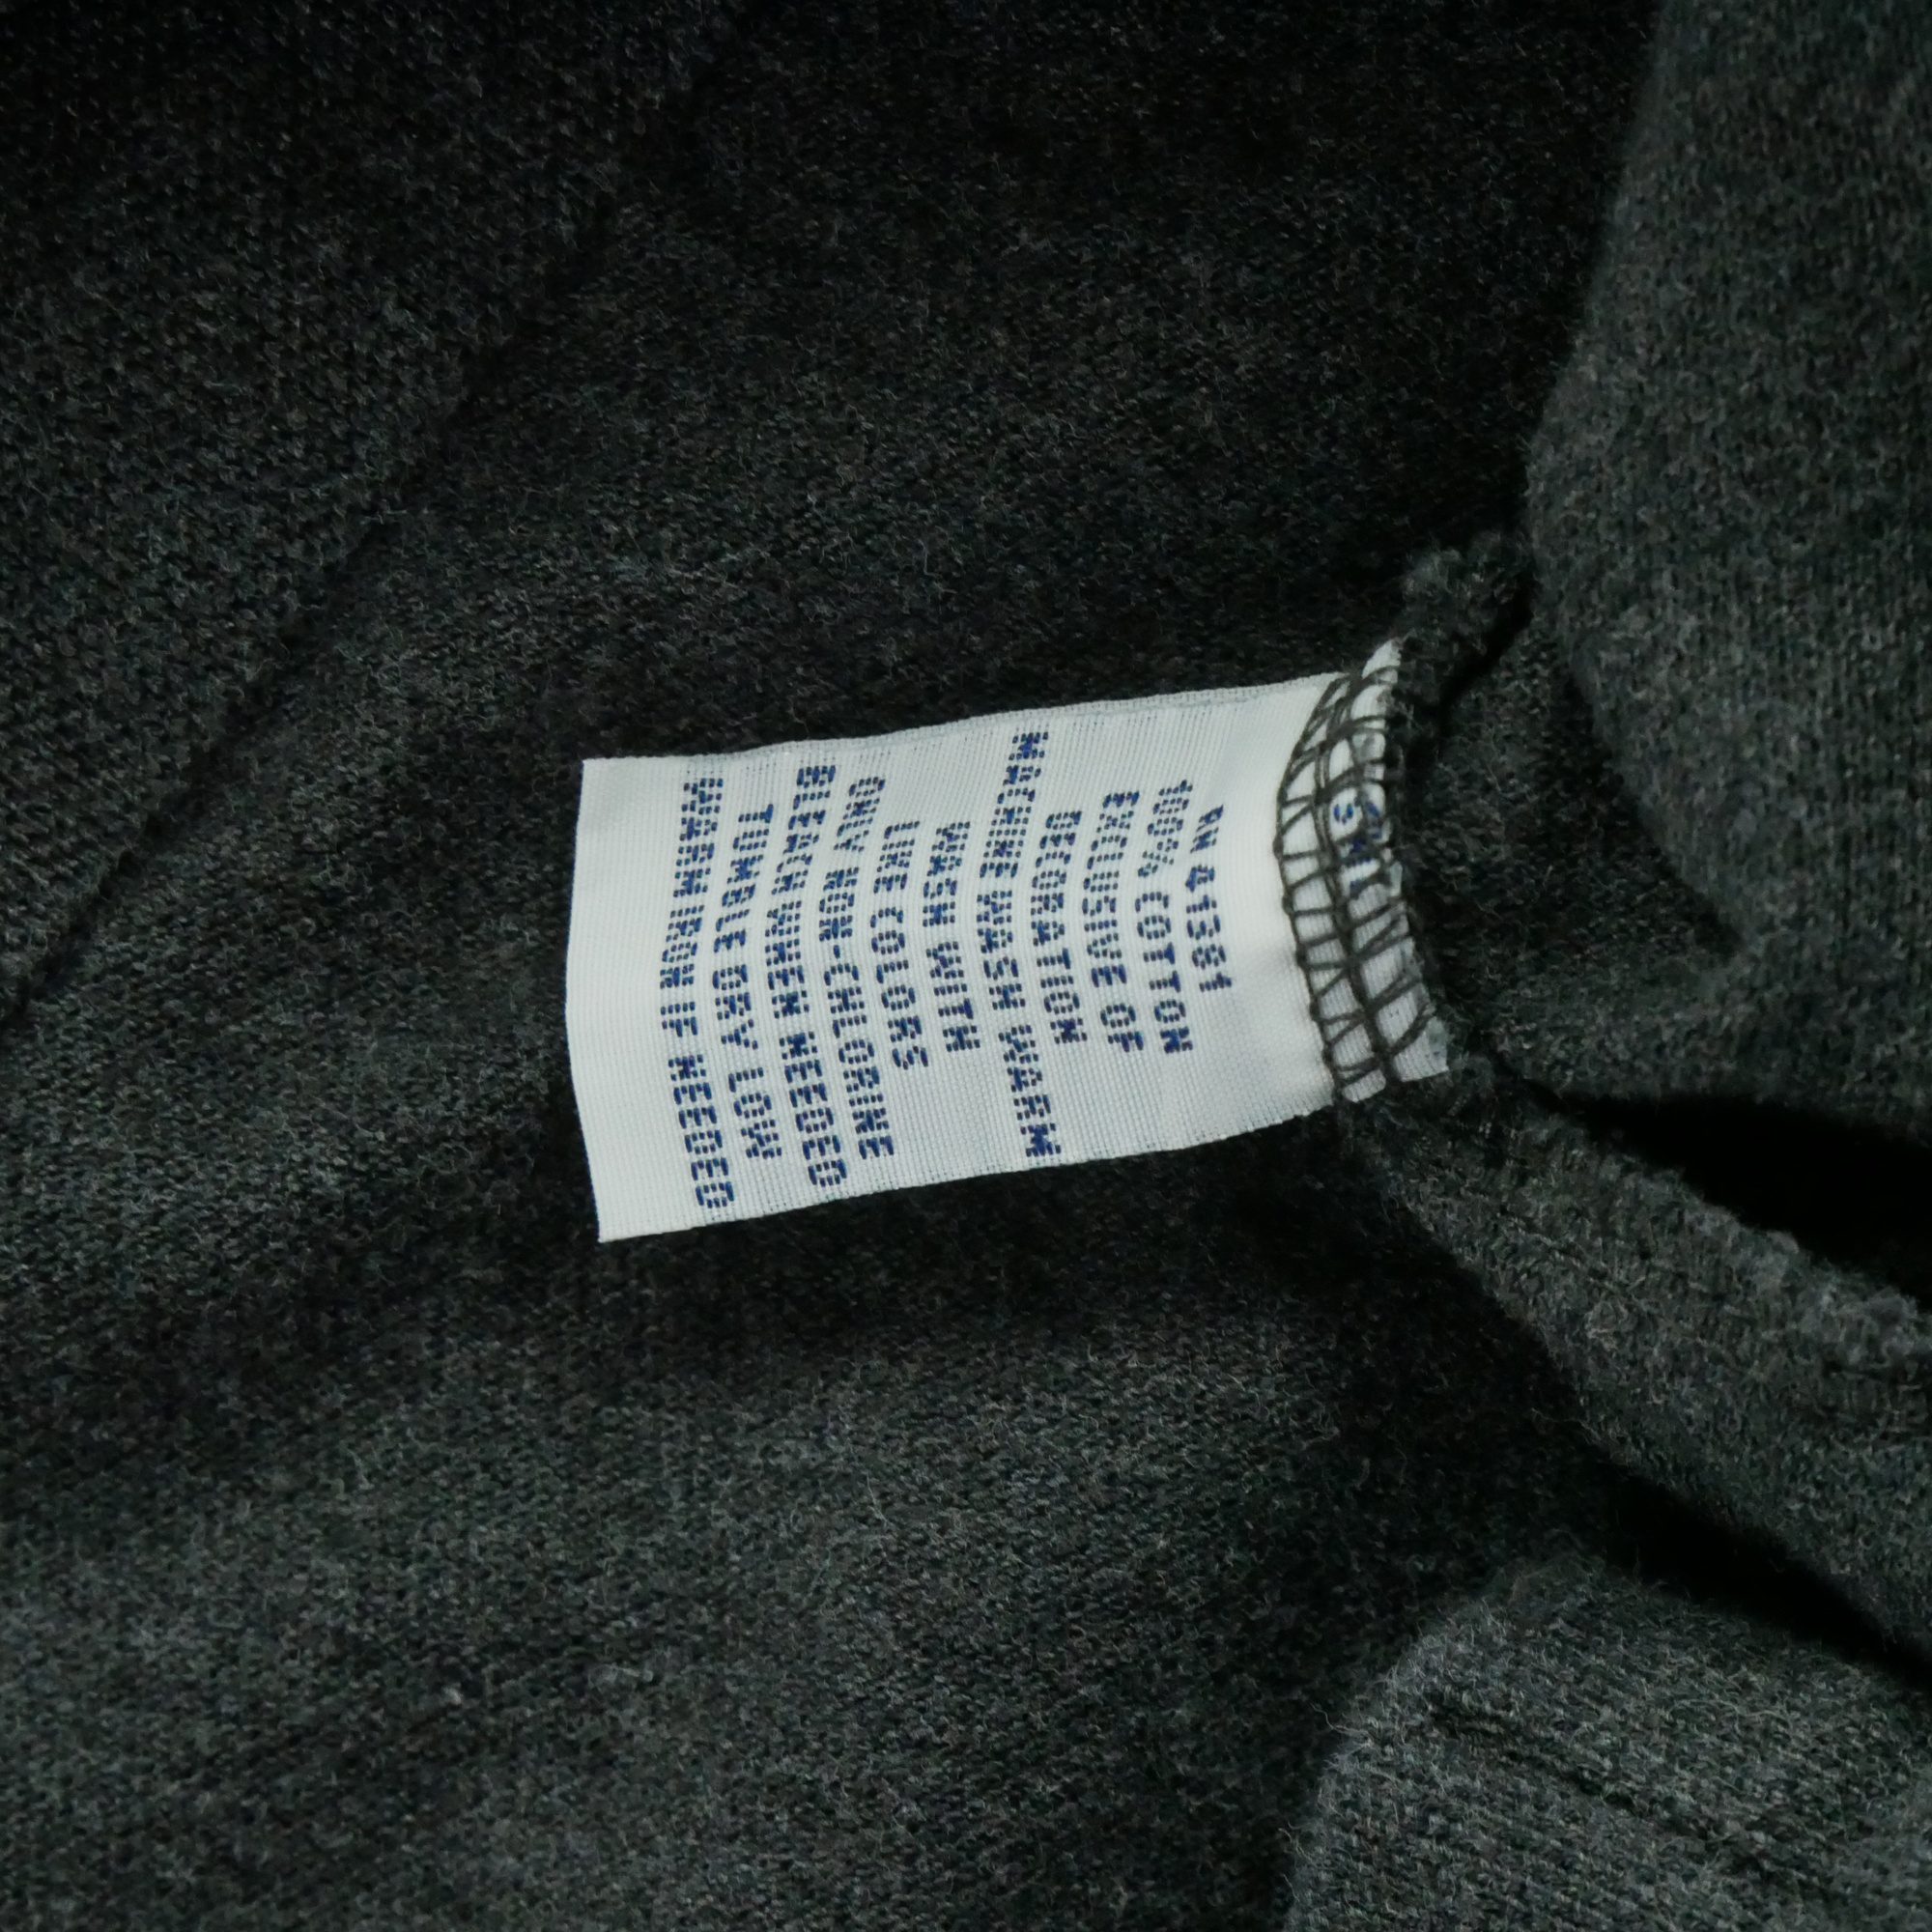 RN 41381
100% COTTON
EXCLUSIVE OF
DECORATION
MACHINE WASH WARM
WASH WITH
LIKE COLORS
ONLY NON-CHLORINE
BLEACH WHEN NEEDED
TUMBLE DRY LOW
WARM IRON IF NEEDED